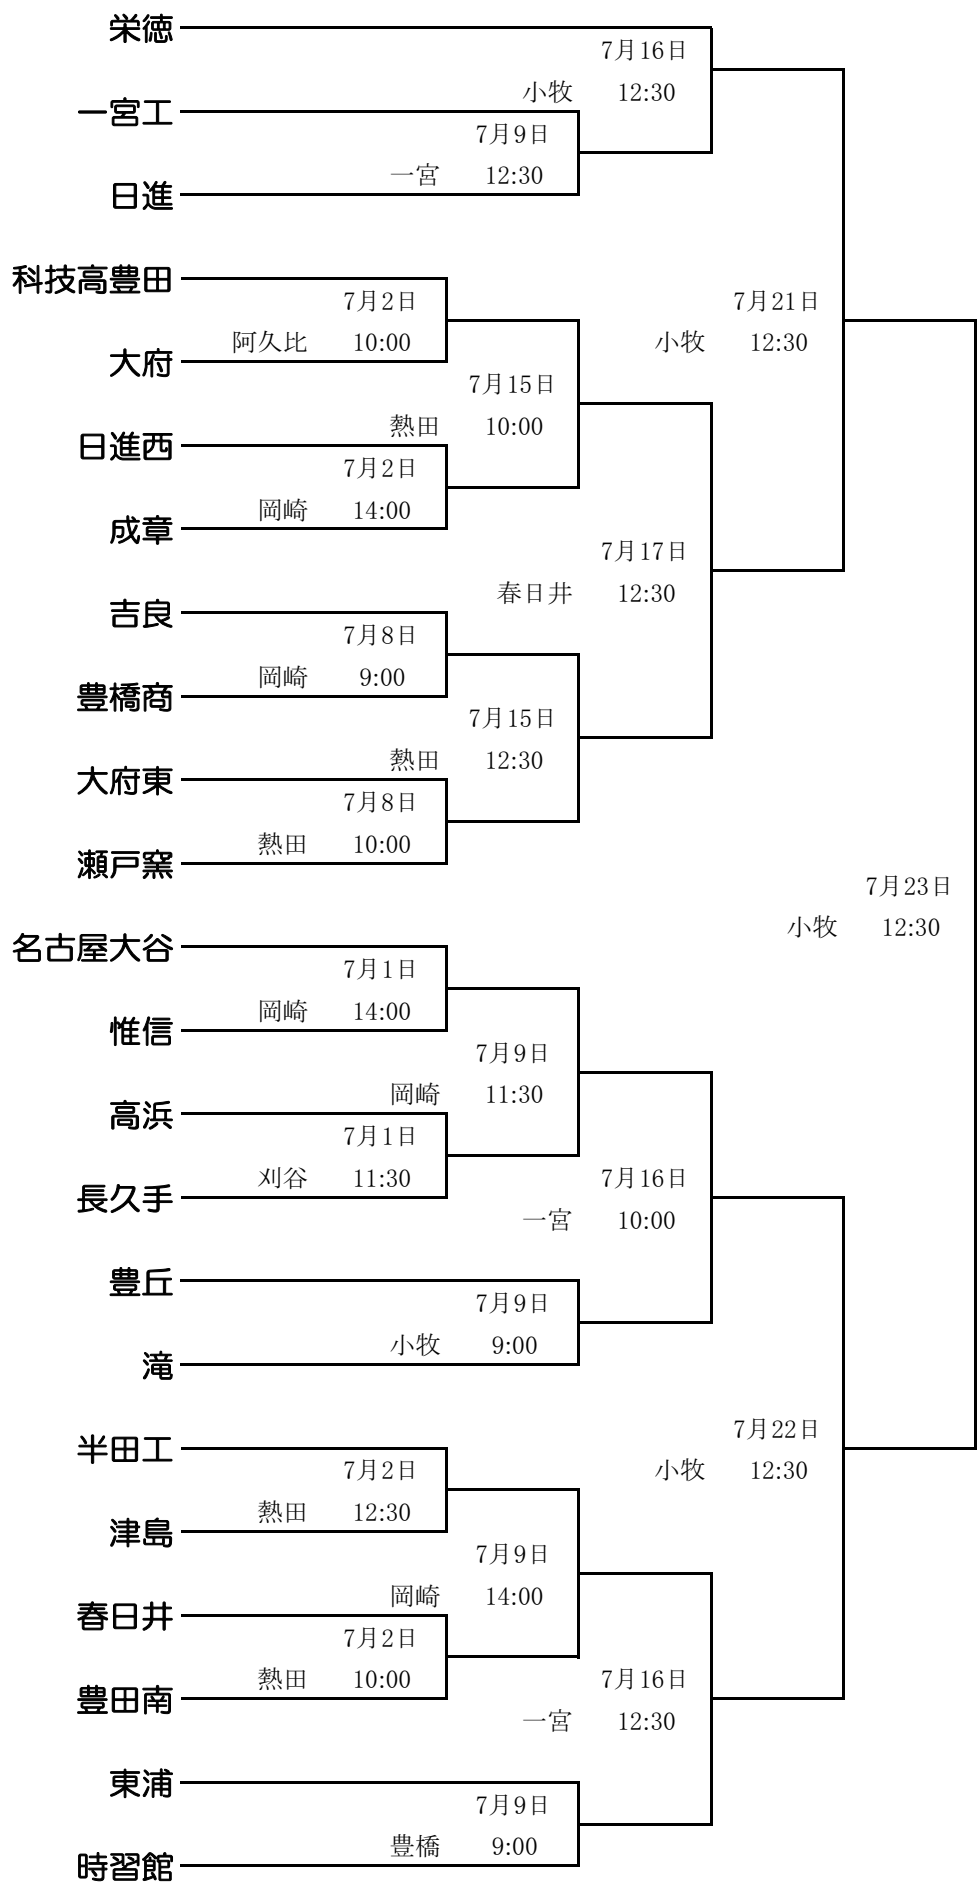 栄徳
7月16日
小牧 12:30
一宮工
7月9日
一宮 12:30
日進
科技高豊田
7月2日
7月21日
阿久比 10:00
小牧 12:30
大府
7月15日
熱田 10:00
日進西
7月2日
岡崎 14:00
成章
7月17日
春日井 12:30
吉良
7月8日
岡崎 9:00
豊橋商
7月15日
熱田 12:30
大府東
7月8日
熱田 10:00
瀬戸窯
7月23日
小牧 12:30
名古屋大谷
7月1日
岡崎 14:00
惟信
7月9日
岡崎 11:30
高浜
7月1日
刈谷 11:30
7月16日
長久手
一宮 10:00
豊丘
7月9日
小牧 9:00
滝
7月22日
半田工
7月2日
小牧 12:30
熱田 12:30
津島
7月9日
岡崎 14:00
春日井
7月2日
熱田 10:00
7月16日
豊田南
一宮 12:30
東浦
7月9日
豊橋 9:00
時習館